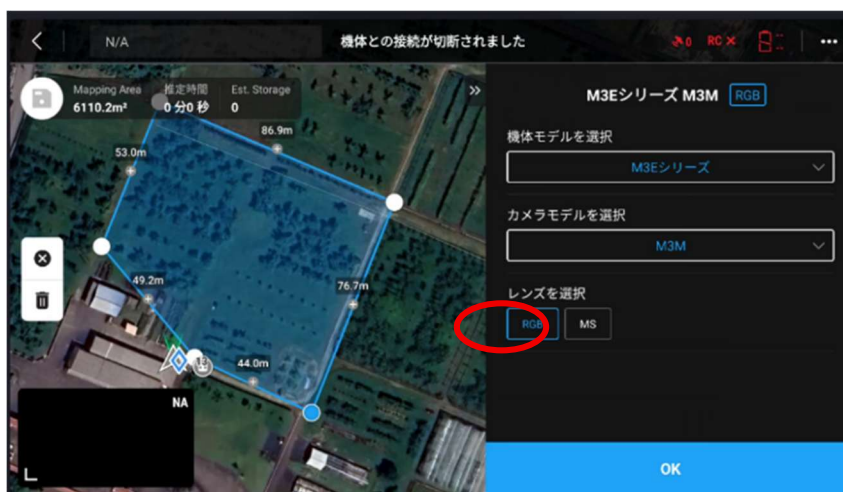 N/A
機体との接続が切断されました
0 RC ×
Mapping Area 推定時間 Est. Storage
6110.2m² 0分0秒 0
86.9m
53.0m
49.2m
76.7m
44.0m
NA
M3Eシリーズ M3M RGB
機体モデルを選択
M3Eシリーズ
カメラモデルを選択
M3M
レンズを選択
RGB MS
OK